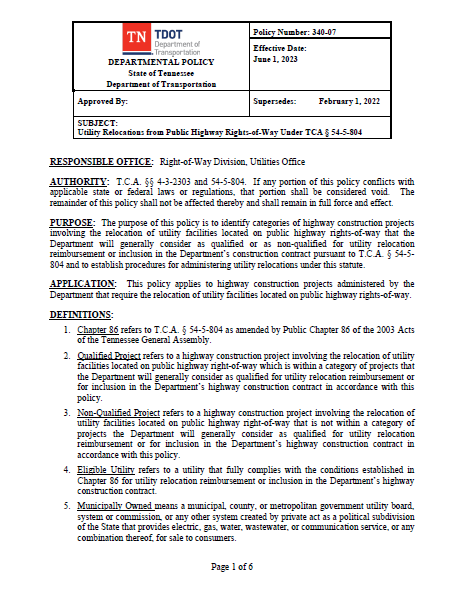 TN TDOT
Department of
Transportation
DEPARTMENTAL POLICY
State of Tennessee
Department of Transportation
Policy Number: 340-07
Effective Date:
June 1, 2023
Approved By:
Supersedes: February 1, 2022
SUBJECT:
Utility Relocations from Public Highway Rights-of-Way Under TCA § 54-5-804
RESPONSIBLE OFFICE: Right-of-Way Division, Utilities Office
AUTHORITY: T.C.A. §§ 4-3-2303 and 54-5-804. If any portion of this policy conflicts with
applicable state or federal laws or regulations, that portion shall be considered void. The
remainder of this policy shall not be affected thereby and shall remain in full force and effect.
PURPOSE: The purpose of this policy is to identify categories of highway construction projects
involving the relocation of utility facilities located on public highway rights-of-way that the
Department will generally consider as qualified or as non-qualified for utility relocation
reimbursement or inclusion in the Department's construction contract pursuant to T.C.A. § 54-5-
804 and to establish procedures for administering utility relocations under this statute.
APPLICATION: This policy applies to highway construction projects administered by the
Department that require the relocation of utility facilities located on public highway rights-of-way.
DEFINITIONS:
1. Chapter 86 refers to T.C.A. § 54-5-804 as amended by Public Chapter 86 of the 2003 Acts
of the Tennessee General Assembly.
2. Qualified Project refers to a highway construction project involving the relocation of utility
facilities located on public highway right-of-way which is within a category of projects that
the Department will generally consider as qualified for utility relocation reimbursement or
for inclusion in the Department's highway construction contract in accordance with this
policy.
3. Non-Qualified Project refers to a highway construction project involving the relocation of
utility facilities located on public highway right-of-way that is not within a category of
projects the Department will generally consider as qualified for utility relocation
reimbursement or for inclusion in the Department's highway construction contract in
accordance with this policy.
4. Eligible Utility refers to a utility that fully complies with the conditions established in
Chapter 86 for utility relocation reimbursement or inclusion in the Department's highway
construction contract.
5. Municipally Owned means a municipal, county, or metropolitan government utility board,
system or commission, or any other system created by private act as a political subdivision
of the State that provides electric, gas, water, wastewater, or communication service, or any
combination thereof, for sale to consumers.
Page 1 of 6